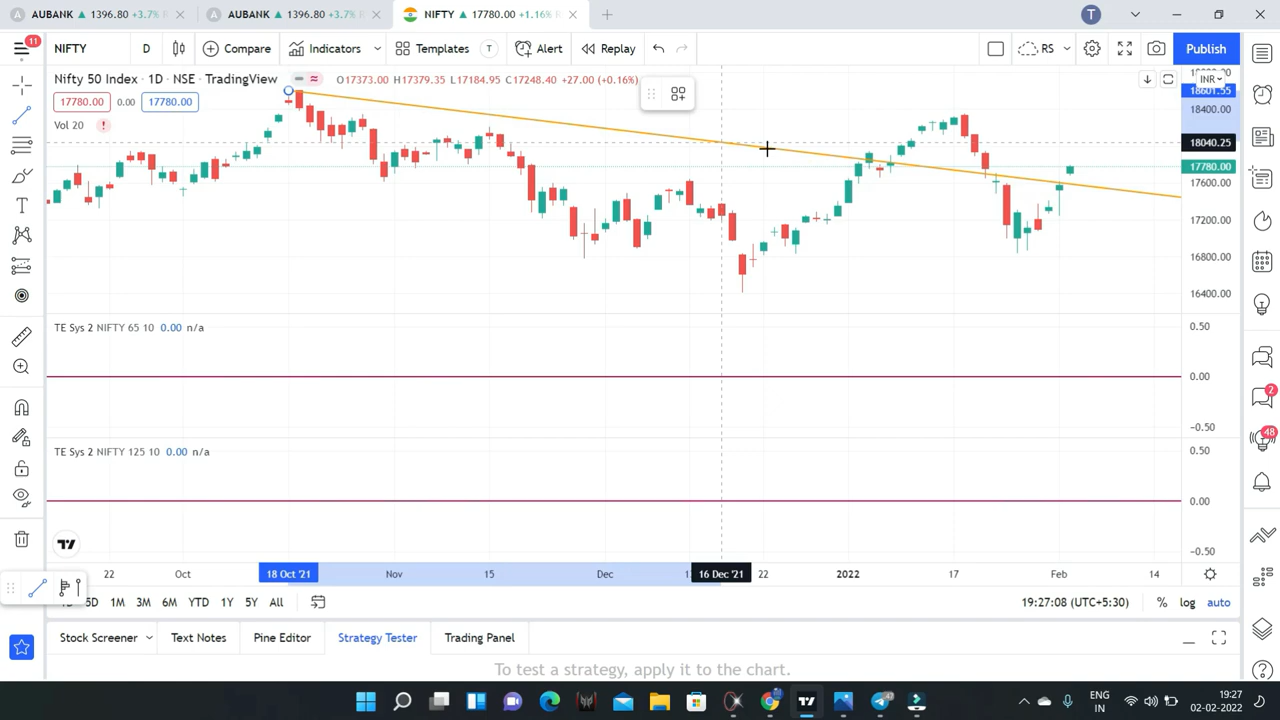 AUBANK ▲ 1396.80 +3.7%
AUBANK ▲ 1396.80 +3.7%
NIFTY ▲ 17780.00 +1.16%
T
11
NIFTY
D
Compare
Indicators
Templates
T
Alert
Replay
RS
Publish
Nifty 50 Index · 1D · NSE · TradingView
O17373.00 H17379.35 L17184.95 C17248.40 +27.00 (+0.16%)
INR
17780.00
0.00
17780.00
Vol 20
18601.55
18400.00
18040.25
17780.00
17600.00
17200.00
16800.00
16400.00
TE Sys 2 NIFTY 65 10 0.00 n/a
0.50
0.00
−0.50
TE Sys 2 NIFTY 125 10 0.00 n/a
0.50
0.00
−0.50
2
48
22
Oct
18 Oct '21
Nov
15
Dec
16 Dec '21
22
2022
17
Feb
14
5D
1M
3M
6M
YTD
1Y
5Y
All
19:27:08 (UTC+5:30)
%
log
auto
Stock Screener
Text Notes
Pine Editor
Strategy Tester
Trading Panel
To test a strategy, apply it to the chart.
ENG
IN
19:27
02-02-2022